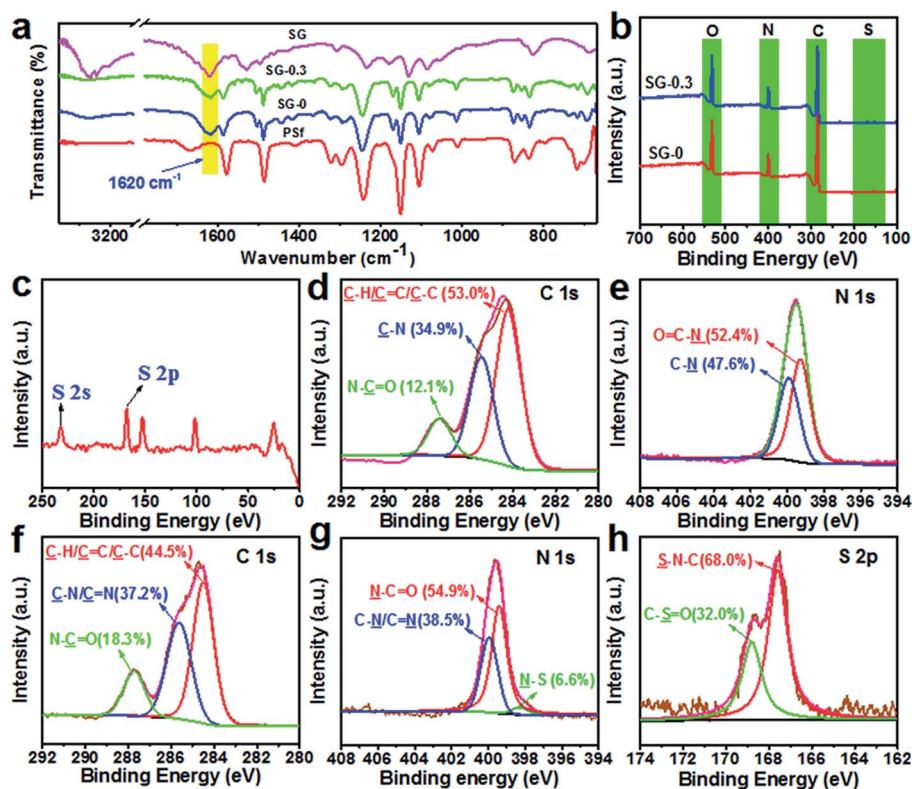 a
SG
SG-0.3
SG-0
PSf
1620 cm⁻¹
Transmittance (%)
3200 1600 1400 1200 1000 800
Wavenumber (cm⁻¹)
b
O N C S
SG-0.3
SG-0
Intensity (a.u.)
700 600 500 400 300 200 100
Binding Energy (eV)
c
S 2s
S 2p
Intensity (a.u.)
250 200 150 100 50 0
Binding Energy (eV)
d
C 1s
C-H/C=C/C-C (53.0%)
C-N (34.9%)
N-C=O (12.1%)
Intensity (a.u.)
292 290 288 286 284 282 280
Binding Energy (eV)
e
N 1s
O=C-N (52.4%)
C-N (47.6%)
Intensity (a.u.)
408 406 404 402 400 398 396 394
Binding Energy (eV)
f
C 1s
C-H/C=C/C-C(44.5%)
C-N/C=N(37.2%)
N-C=O(18.3%)
Intensity (a.u.)
292 290 288 286 284 282 280
Binding Energy (eV)
g
N 1s
N-C=O (54.9%)
C-N/C=N(38.5%)
N-S (6.6%)
Intensity (a.u.)
408 406 404 402 400 398 396 394
Binding energy (eV)
h
S 2p
S-N-C(68.0%)
C-S=O(32.0%)
Intensity (a.u.)
174 172 170 168 166 164 162
Binding Energy (eV)